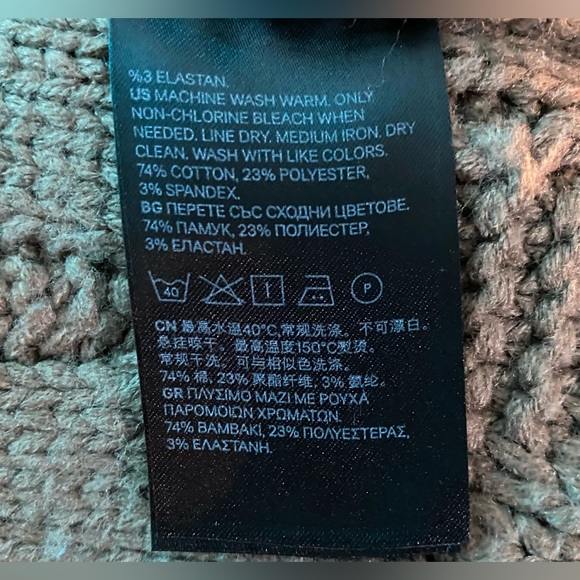 %3 ELASTAN.
US MACHINE WASH WARM. ONLY
NON-CHLORINE BLEACH WHEN
NEEDED. LINE DRY. MEDIUM IRON. DRY
CLEAN. WASH WITH LIKE COLORS.
74% COTTON, 23% POLYESTER,
3% SPANDEX.
BG ПЕРЕТЕ СЪС СХОДНИ ЦВЕТОВЕ.
74% ПАМУК, 23% ПОЛИЕСТЕР,
3% ЕЛАСТАН.
40 P
CN 最高水温40°C,常规洗涤。不可漂白。
悬挂晾干。最高温度150°C熨烫。
常规干洗。可与相似色洗涤。
74% 棉, 23% 聚酯纤维, 3% 氨纶.
GR ΠΛΥΣΙΜΟ ΜΑΖΙ ΜΕ ΡΟΥΧΑ
ΠΑΡΟΜΟΙΩΝ ΧΡΩΜΑΤΩΝ.
74% ΒΑΜΒΑΚΙ, 23% ΠΟΛΥΕΣΤΕΡΑΣ,
3% ΕΛΑΣΤΑΝΗ.